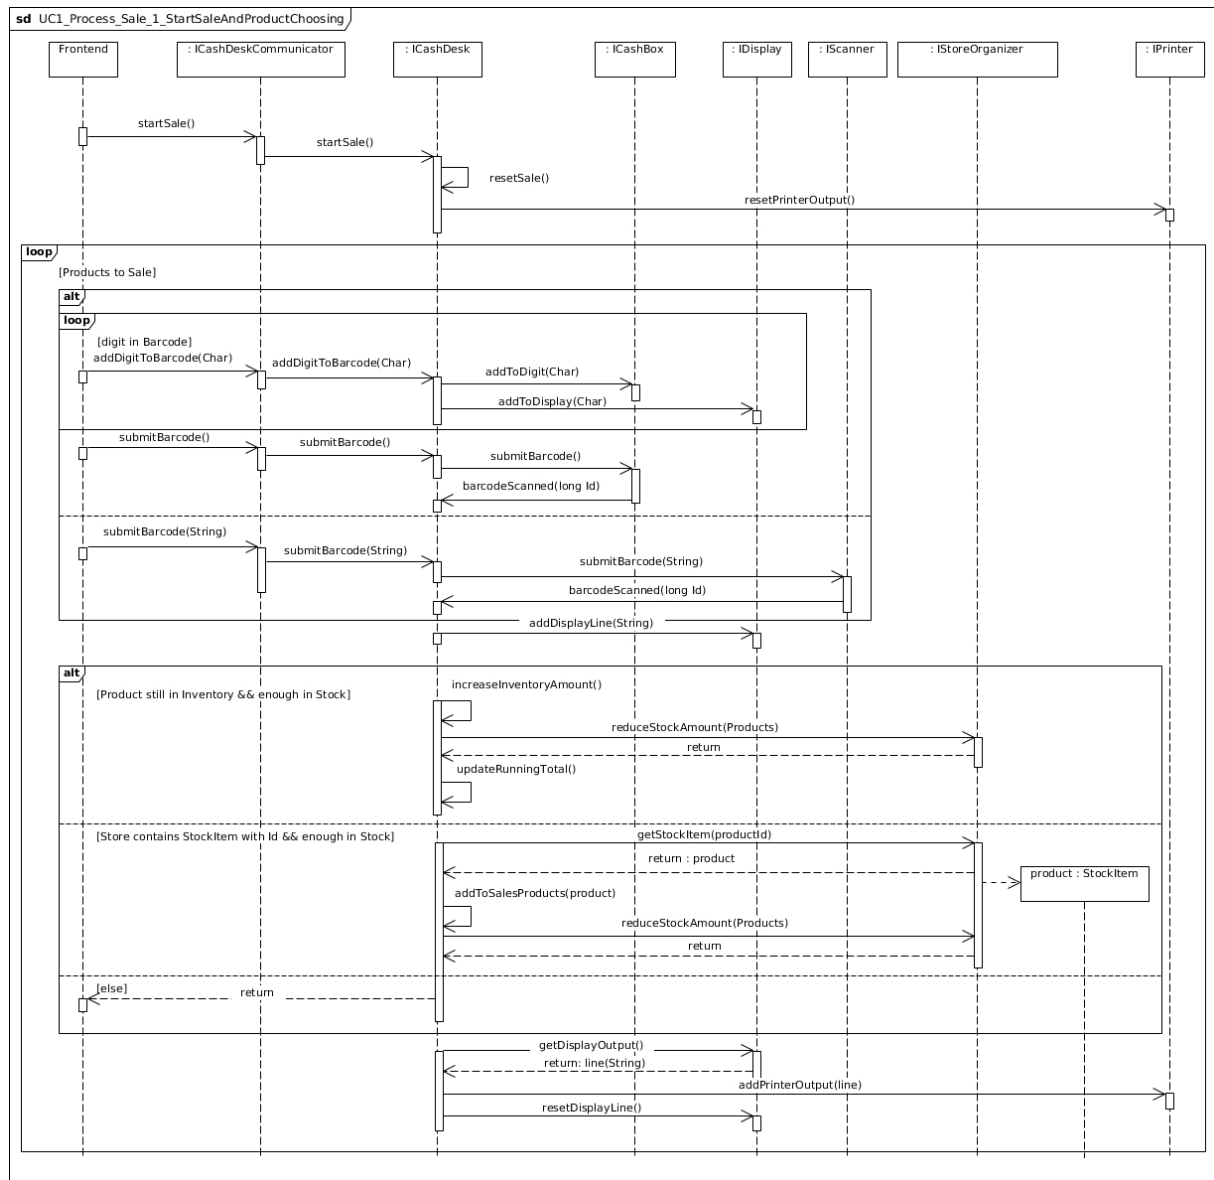 sd UC1_Process_Sale_1_StartSaleAndProductChoosing
Frontend
: ICashDeskCommunicator
: ICashDesk
: ICashBox
: IDisplay
: IScanner
: IStoreOrganizer
: IPrinter
startSale()
startSale()
resetSale()
resetPrinterOutput()
loop
[Products to Sale]
alt
loop
[digit in Barcode]
addDigitToBarcode(Char)
addDigitToBarcode(Char)
addToDigit(Char)
addToDisplay(Char)
submitBarcode()
submitBarcode()
submitBarcode()
barcodeScanned(long Id)
submitBarcode(String)
submitBarcode(String)
submitBarcode(String)
barcodeScanned(long Id)
addDisplayLine(String)
alt
[Product still in Inventory && enough in Stock]
increaseInventoryAmount()
reduceStockAmount(Products)
return
updateRunningTotal()
[Store contains StockItem with Id && enough in Stock]
getStockItem(productId)
return : product
product : StockItem
addToSalesProducts(product)
reduceStockAmount(Products)
return
[else]
return
getDisplayOutput()
return: line(String)
addPrinterOutput(line)
resetDisplayLine()